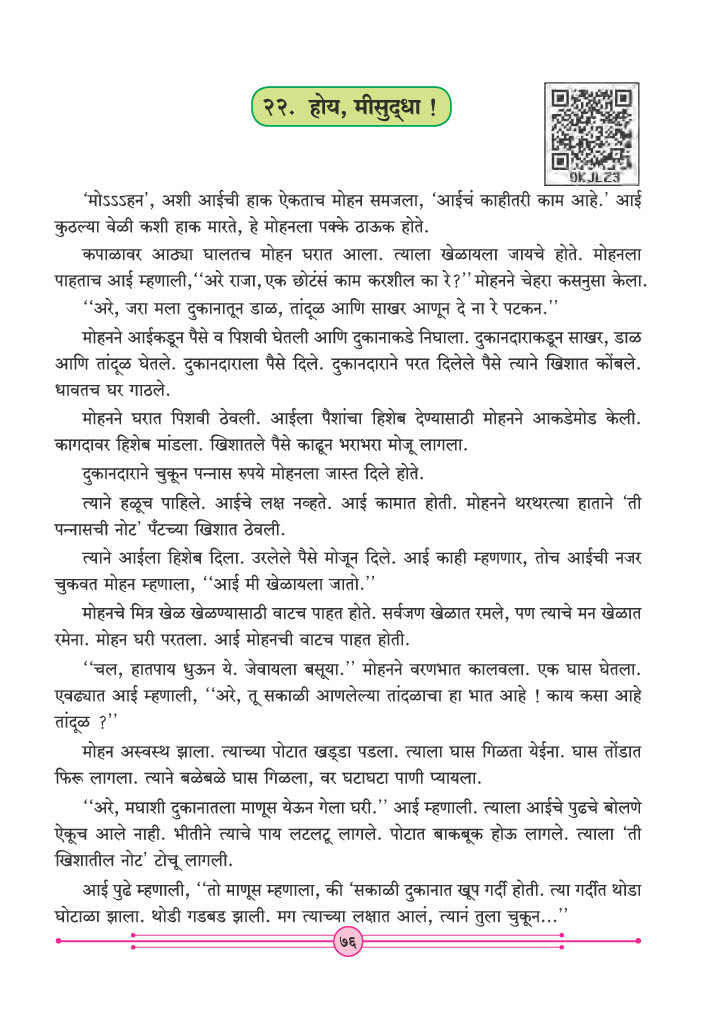 २२. होय, मीसुद्धा !
9KJLZ3
‘मोऽऽऽहन’, अशी आईची हाक ऐकताच मोहन समजला, ‘आईचं काहीतरी काम आहे.’ आई
कुठल्या वेळी कशी हाक मारते, हे मोहनला पक्के ठाऊक होते.
कपाळावर आठ्या घालतच मोहन घरात आला. त्याला खेळायला जायचे होते. मोहनला
पाहताच आई म्हणाली,‘‘अरे राजा, एक छोटंसं काम करशील का रे?’’ मोहनने चेहरा कसनुसा केला.
‘‘अरे, जरा मला दुकानातून डाळ, तांदूळ आणि साखर आणून दे ना रे पटकन.’’
मोहनने आईकडून पैसे व पिशवी घेतली आणि दुकानाकडे निघाला. दुकानदाराकडून साखर, डाळ
आणि तांदूळ घेतले. दुकानदाराला पैसे दिले. दुकानदाराने परत दिलेले पैसे त्याने खिशात कोंबले.
धावतच घर गाठले.
मोहनने घरात पिशवी ठेवली. आईला पैशांचा हिशेब देण्यासाठी मोहनने आकडेमोड केली.
कागदावर हिशेब मांडला. खिशातले पैसे काढून भराभरा मोजू लागला.
दुकानदाराने चुकून पन्नास रुपये मोहनला जास्त दिले होते.
त्याने हळूच पाहिले. आईचे लक्ष नव्हते. आई कामात होती. मोहनने थरथरत्या हाताने ‘ती
पन्नासची नोट’ पँटच्या खिशात ठेवली.
त्याने आईला हिशेब दिला. उरलेले पैसे मोजून दिले. आई काही म्हणणार, तोच आईची नजर
चुकवत मोहन म्हणाला, ‘‘आई मी खेळायला जातो.’’
मोहनचे मित्र खेळ खेळण्यासाठी वाटच पाहत होते. सर्वजण खेळात रमले, पण त्याचे मन खेळात
रमेना. मोहन घरी परतला. आई मोहनची वाटच पाहत होती.
‘‘चल, हातपाय धुऊन ये. जेवायला बसूया.’’ मोहनने वरणभात कालवला. एक घास घेतला.
एवढ्यात आई म्हणाली, ‘‘अरे, तू सकाळी आणलेल्या तांदळाचा हा भात आहे ! काय कसा आहे
तांदूळ ?’’
मोहन अस्वस्थ झाला. त्याच्या पोटात खड्डा पडला. त्याला घास गिळता येईना. घास तोंडात
फिरू लागला. त्याने बळेबळे घास गिळला, वर घटाघटा पाणी प्यायला.
‘‘अरे, मघाशी दुकानातला माणूस येऊन गेला घरी.’’ आई म्हणाली. त्याला आईचे पुढचे बोलणे
ऐकूच आले नाही. भीतीने त्याचे पाय लटलटू लागले. पोटात बाकबूक होऊ लागले. त्याला ‘ती
खिशातील नोट’ टोचू लागली.
आई पुढे म्हणाली, ‘‘तो माणूस म्हणाला, की ‘सकाळी दुकानात खूप गर्दी होती. त्या गर्दीत थोडा
घोटाळा झाला. थोडी गडबड झाली. मग त्याच्या लक्षात आलं, त्यानं तुला चुकून...’’
७६